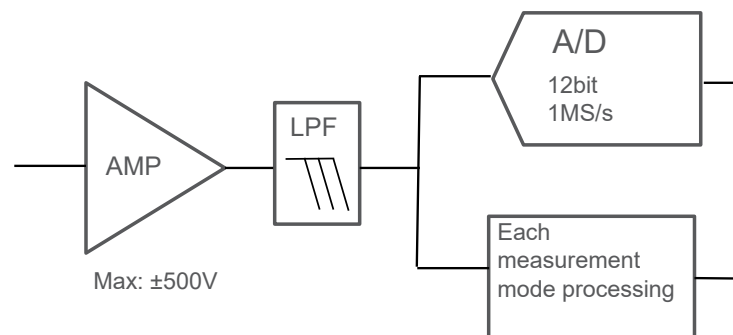 A/D
12bit
1MS/s
LPF
AMP
Max: ±500V
Each
measurement
mode processing